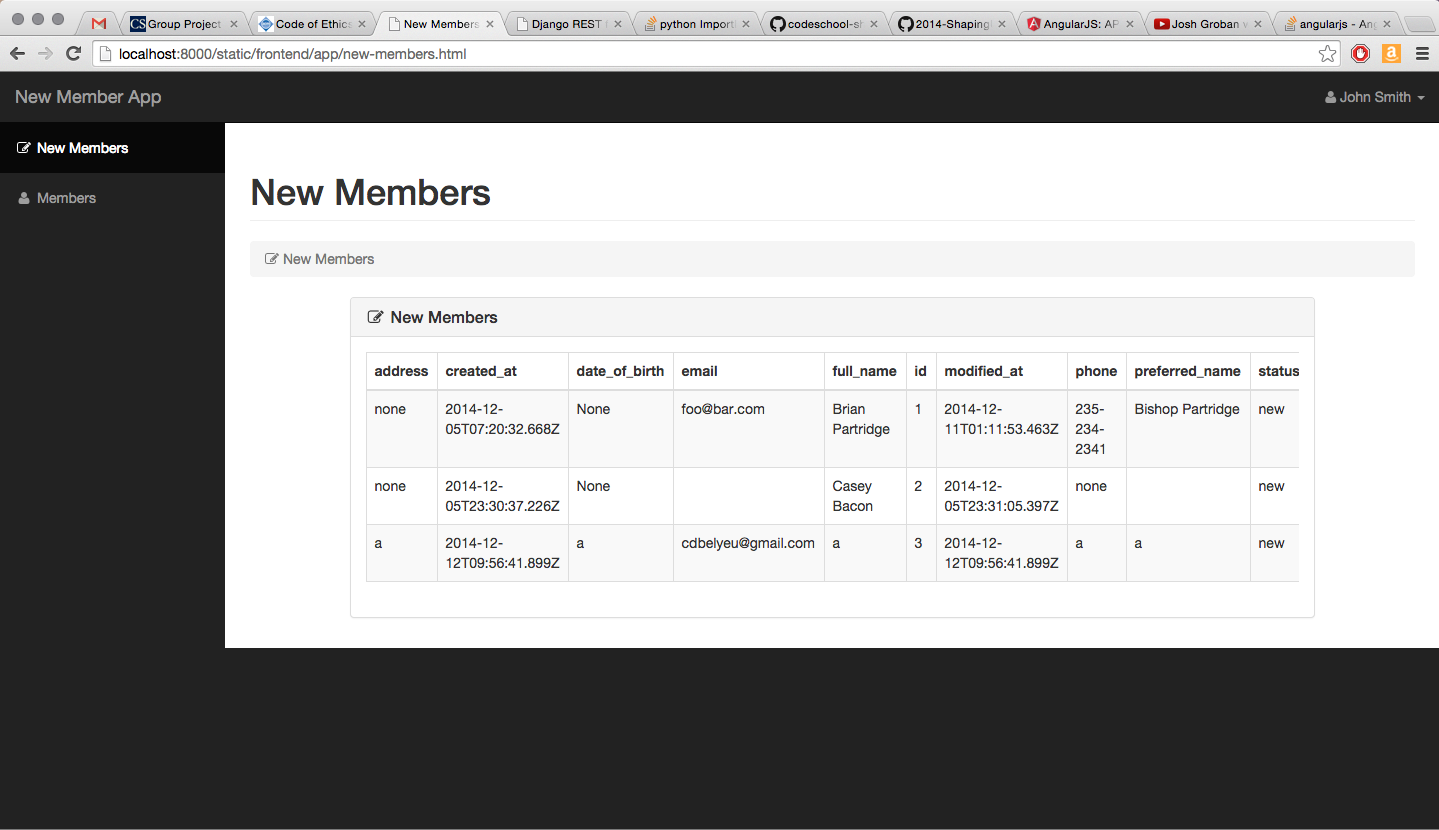 Group Project
Code of Ethics
New Members
Django REST
python Import
codeschool-sh
2014-Shaping
AngularJS: AP
Josh Groban
angularjs - Ang
localhost:8000/static/frontend/app/new-members.html
New Member App
John Smith
New Members
Members
New Members
New Members
New Members
address created_at date_of_birth email full_name id modified_at phone preferred_name status
none 2014-12- None foo@bar.com Brian 1 2014-12- 235- Bishop Partridge new
05T07:20:32.668Z Partridge 11T01:11:53.463Z 234-
2341
none 2014-12- None Casey 2 2014-12- none new
05T23:30:37.226Z Bacon 05T23:31:05.397Z
a 2014-12- a cdbelyeu@gmail.com a 3 2014-12- a a new
12T09:56:41.899Z 12T09:56:41.899Z